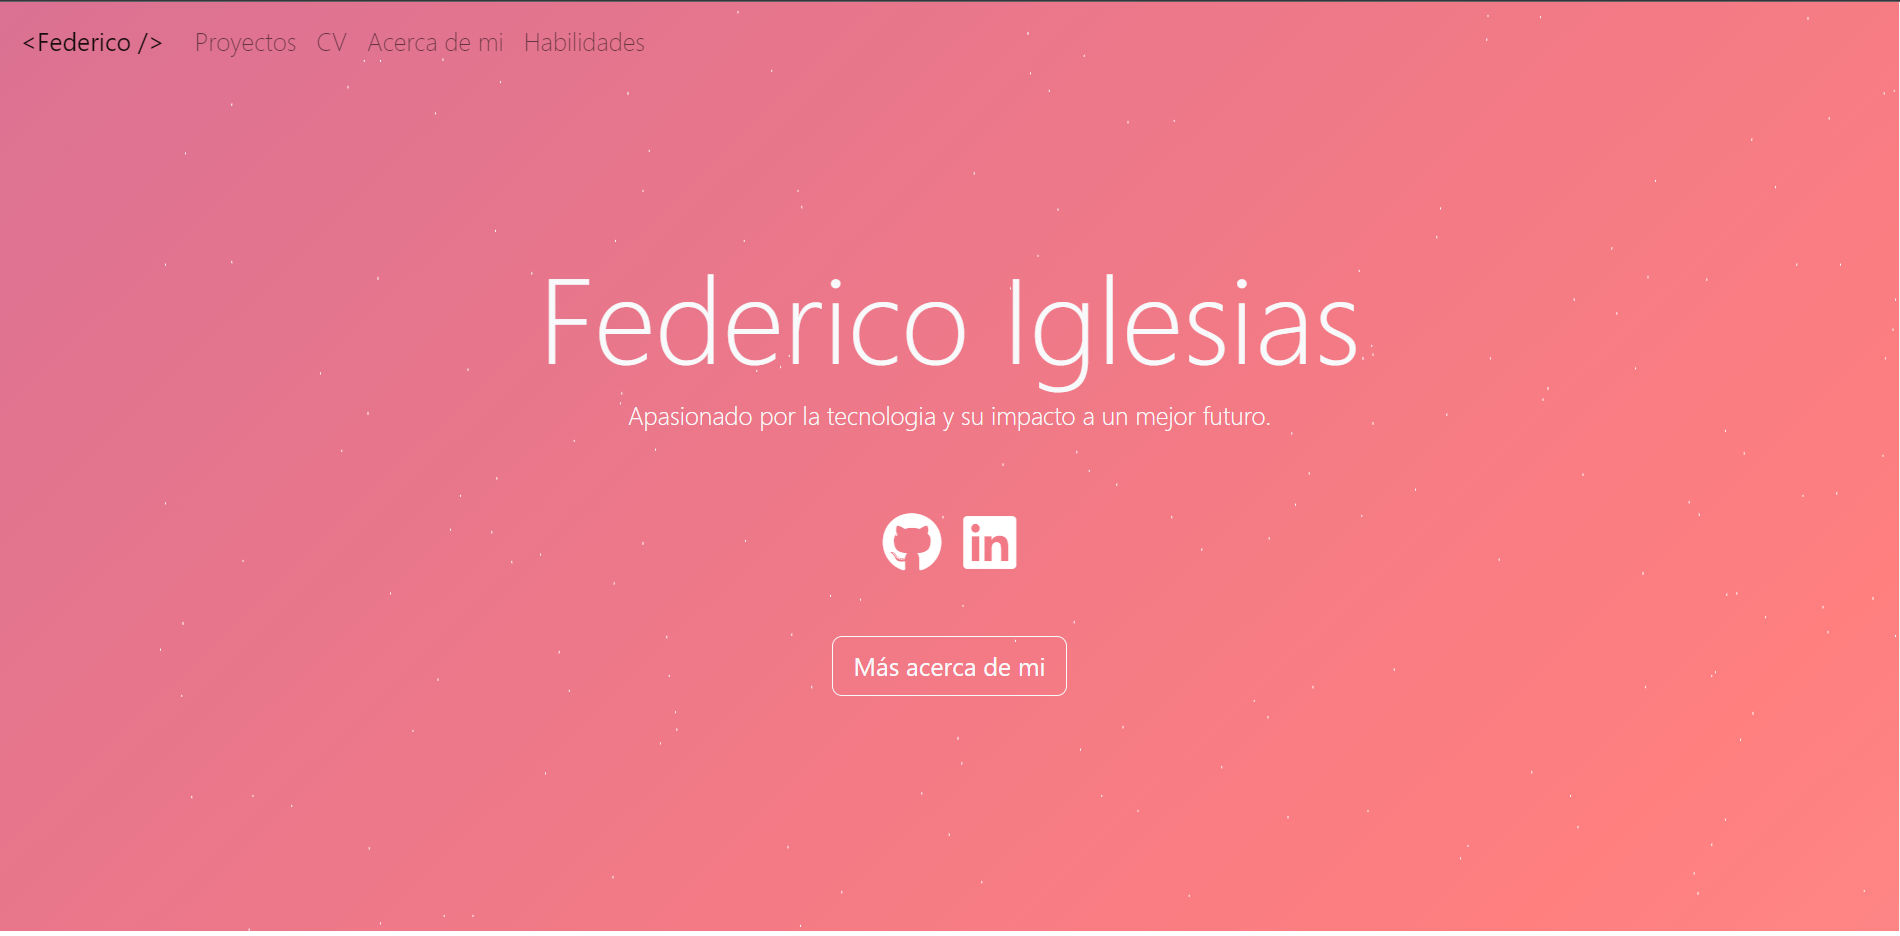 <Federico /> Proyectos CV Acerca de mi Habilidades
Federico Iglesias
Apasionado por la tecnologia y su impacto a un mejor futuro.
in
Más acerca de mi